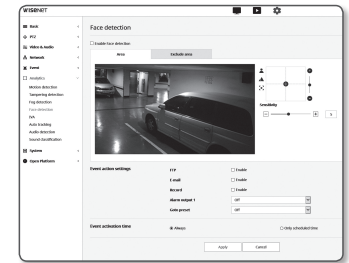 WISENET
Basic
PTZ
Video & Audio
Network
Event
Analytics
Motion detection
Tampering detection
Fog detection
Face detection
IVA
Auto tracking
Audio detection
Sound classification
System
Open Platform
Face detection
Enable face detection
Area
Exclude area
Sensitivity
5
Event action settings
FTP
Enable
E-mail
Enable
Record
Enable
Alarm output 1
Off
Goto preset
Off
Event activation time
Always
Only scheduled time
Apply
Cancel